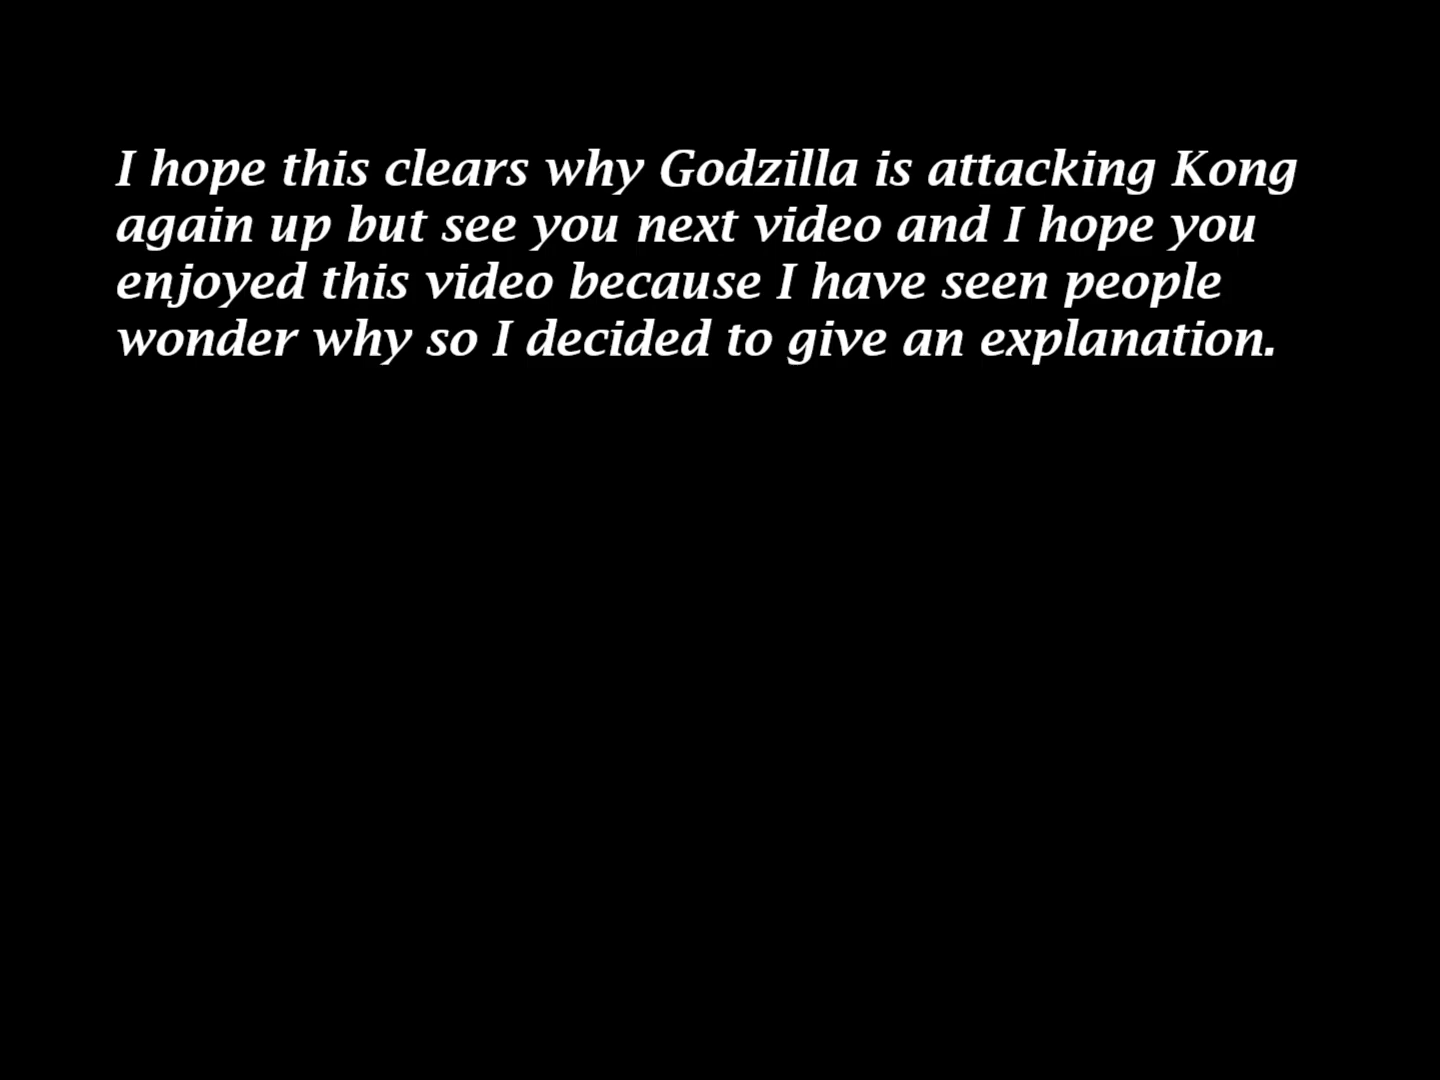 I hope this clears why Godzilla is attacking Kong
again up but see you next video and I hope you
enjoyed this video because I have seen people
wonder why so I decided to give an explanation.